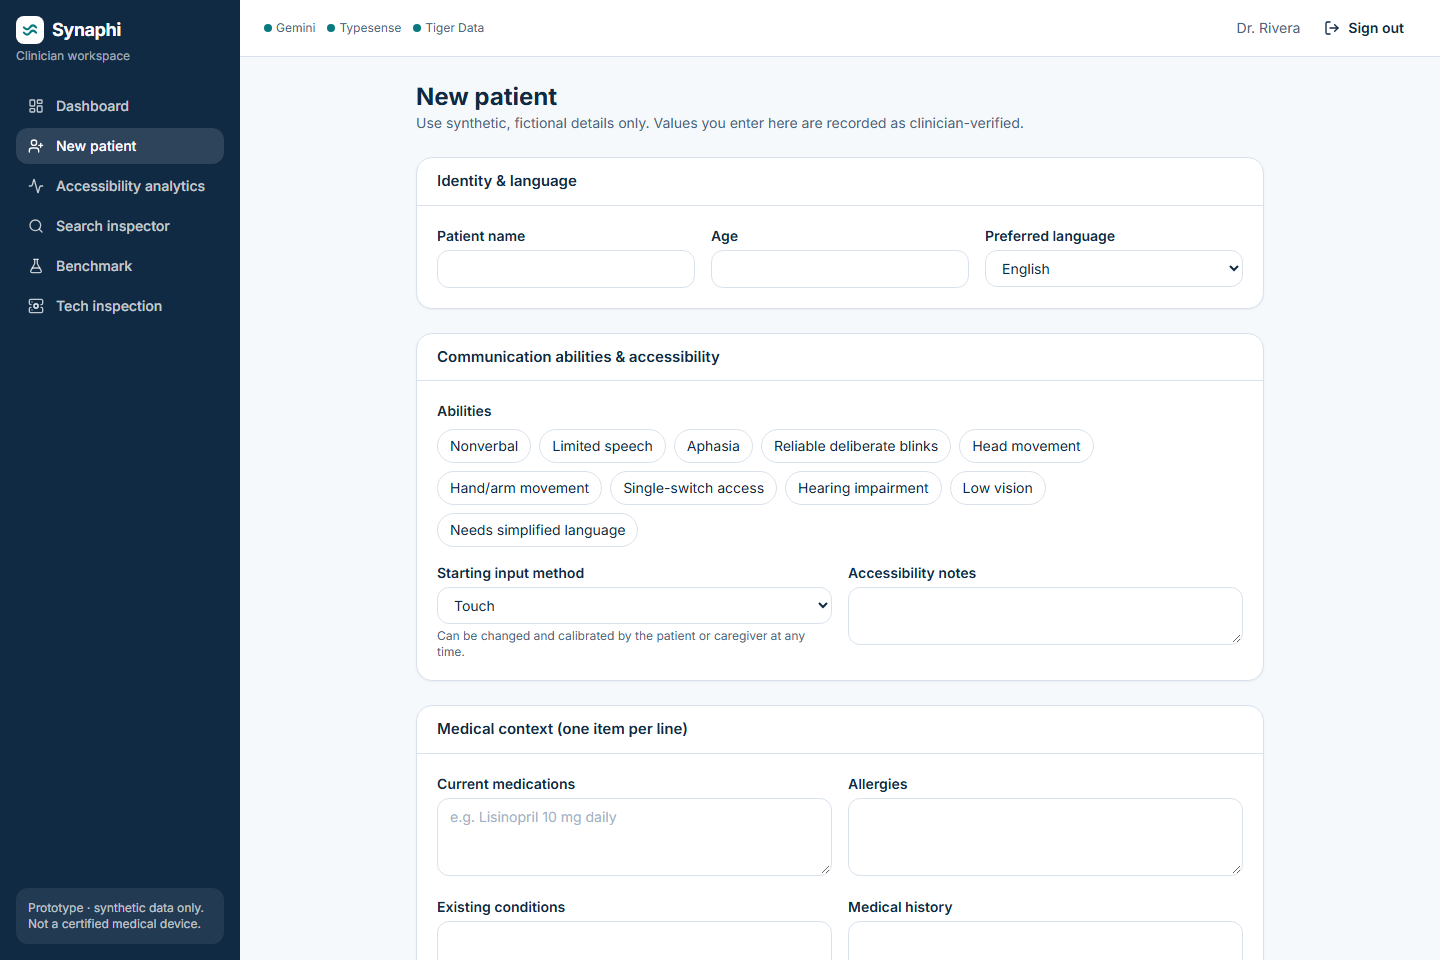 Synaphi
Clinician workspace
Dashboard
New patient
Accessibility analytics
Search inspector
Benchmark
Tech inspection
Prototype · synthetic data only.
Not a certified medical device.
Gemini Typesense Tiger Data
Dr. Rivera Sign out
New patient
Use synthetic, fictional details only. Values you enter here are recorded as clinician-verified.
Identity & language
Patient name Age Preferred language
English
Communication abilities & accessibility
Abilities
Nonverbal Limited speech Aphasia Reliable deliberate blinks Head movement
Hand/arm movement Single-switch access Hearing impairment Low vision
Needs simplified language
Starting input method Accessibility notes
Touch
Can be changed and calibrated by the patient or caregiver at any
time.
Medical context (one item per line)
Current medications Allergies
e.g. Lisinopril 10 mg daily
Existing conditions Medical history